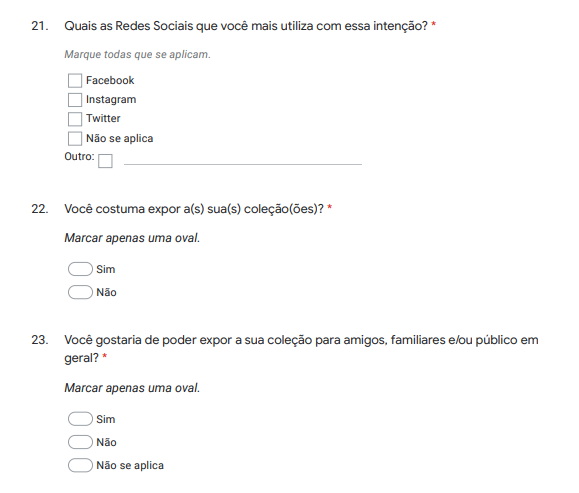 21. Quais as Redes Sociais que você mais utiliza com essa intenção? *
Marque todas que se aplicam.
Facebook
Instagram
Twitter
Não se aplica
Outro:
22. Você costuma expor a(s) sua(s) coleção(ões)? *
Marcar apenas uma oval.
Sim
Não
23. Você gostaria de poder expor a sua coleção para amigos, familiares e/ou público em
geral? *
Marcar apenas uma oval.
Sim
Não
Não se aplica